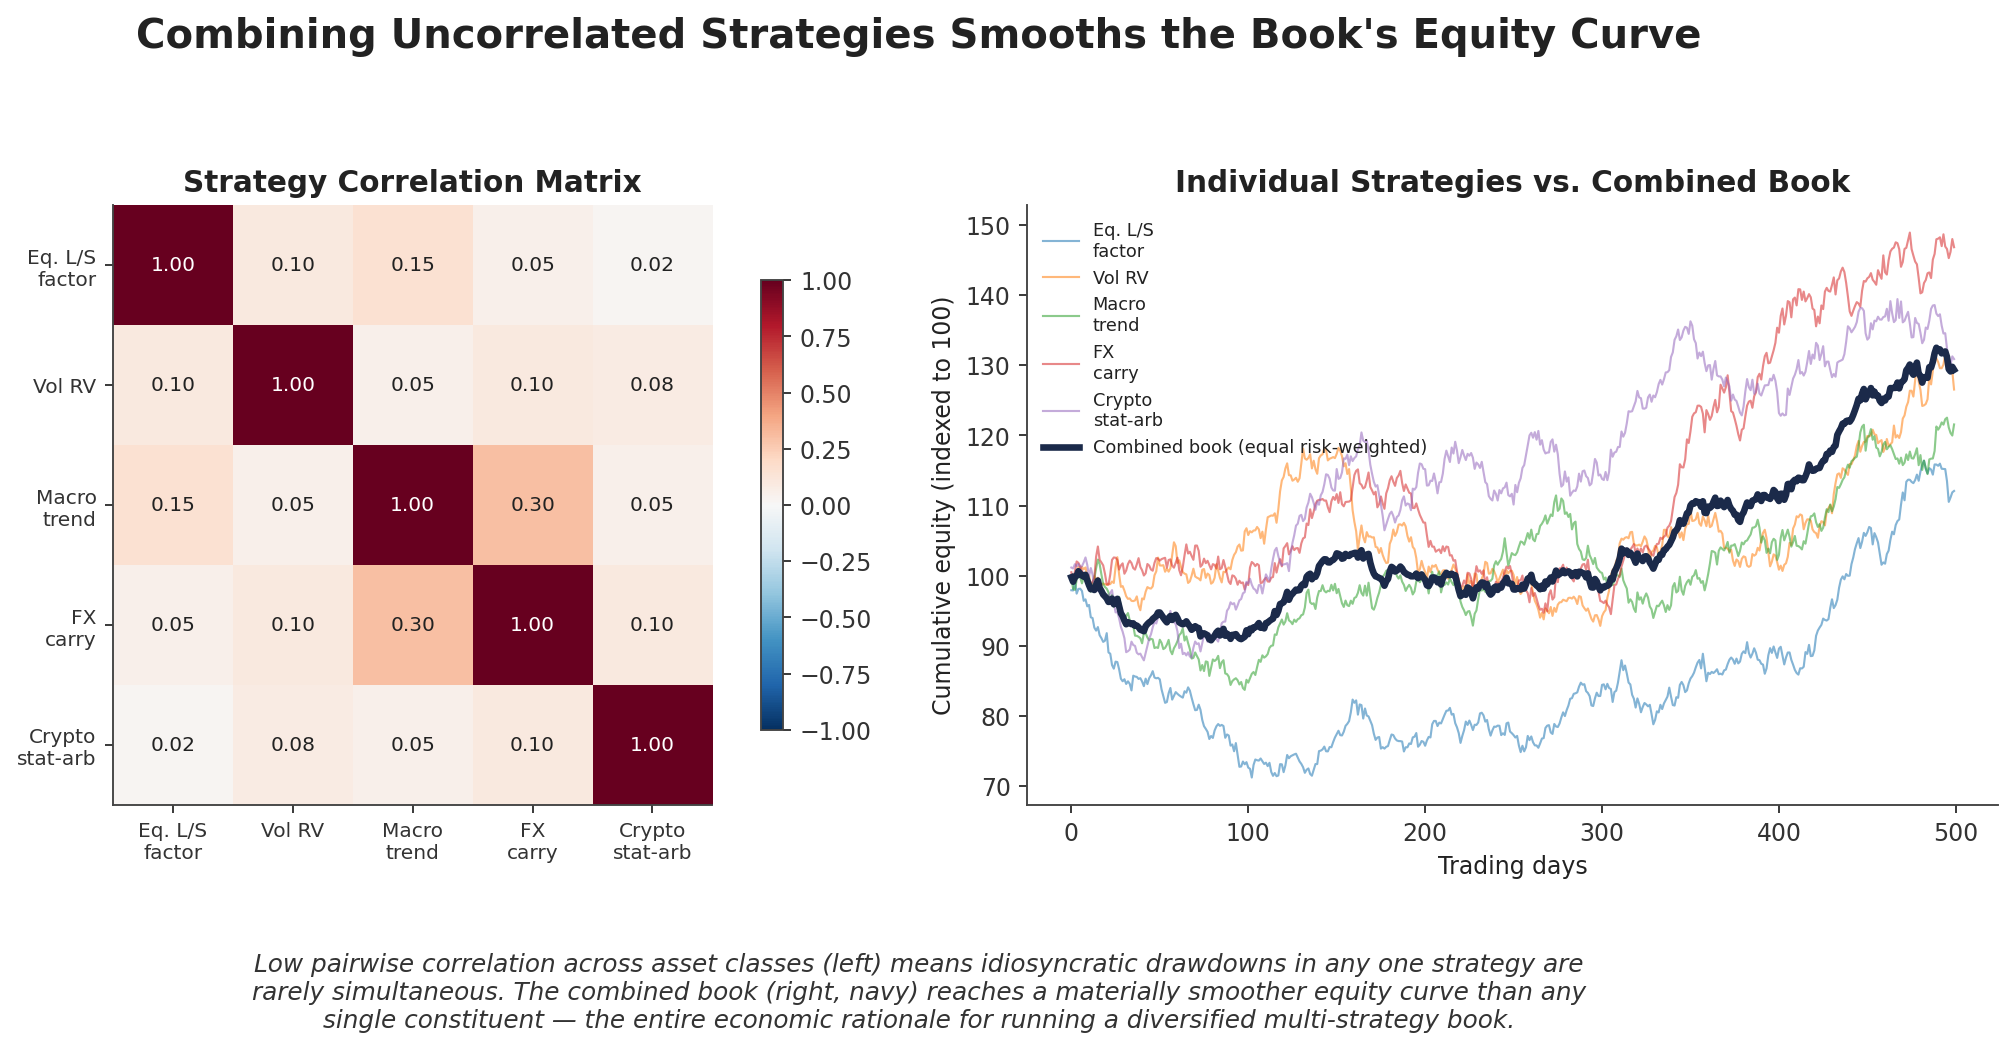 Combining Uncorrelated Strategies Smooths the Book's Equity Curve
Strategy Correlation Matrix
Eq. L/S
factor
Vol RV
Macro
trend
FX
carry
Crypto
stat-arb
1.00 0.10 0.15 0.05 0.02
0.10 1.00 0.05 0.10 0.08
0.15 0.05 1.00 0.30 0.05
0.05 0.10 0.30 1.00 0.10
0.02 0.08 0.05 0.10 1.00
Eq. L/S
factor
Vol RV
Macro
trend
FX
carry
Crypto
stat-arb
1.00
0.75
0.50
0.25
0.00
−0.25
−0.50
−0.75
−1.00
Individual Strategies vs. Combined Book
Cumulative equity (indexed to 100)
150
140
130
120
110
100
90
80
70
Eq. L/S
factor
Vol RV
Macro
trend
FX
carry
Crypto
stat-arb
Combined book (equal risk-weighted)
0 100 200 300 400 500
Trading days
Low pairwise correlation across asset classes (left) means idiosyncratic drawdowns in any one strategy are
rarely simultaneous. The combined book (right, navy) reaches a materially smoother equity curve than any
single constituent — the entire economic rationale for running a diversified multi-strategy book.